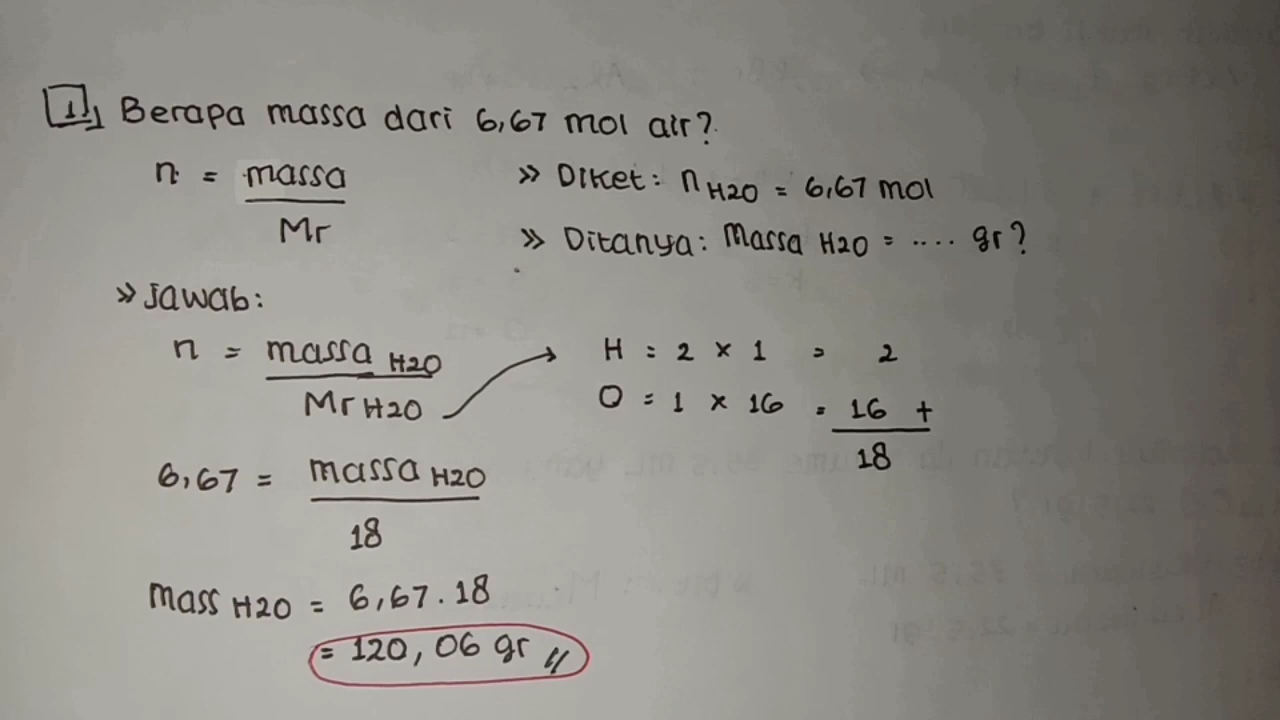 1, Berapa massa dari 6,67 mol air?
n = massa / Mr
» Diket: n H2O = 6,67 mol
» Ditanya: Massa H2O = .... gr?
» Jawab:
n = massa H2O / Mr H2O
H = 2 × 1 = 2
O = 1 × 16 = 16 +
18
6,67 = massa H2O / 18
Mass H2O = 6,67 . 18
= 120,06 gr //